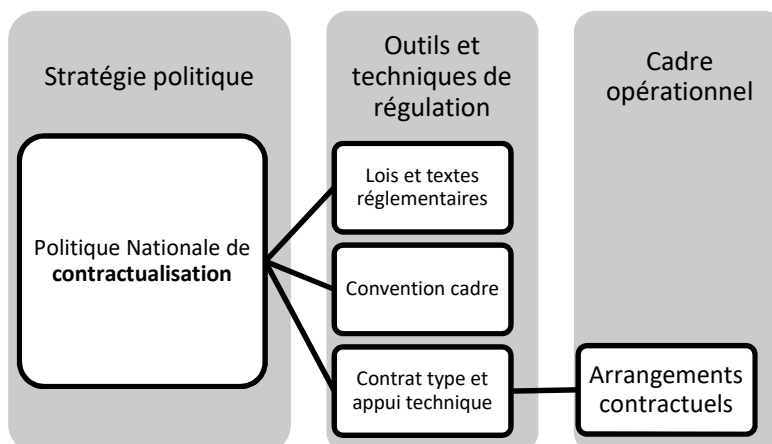 Stratégie politique
Politique Nationale de
contractualisation
Outils et
techniques de
régulation
Lois et textes
réglementaires
Convention cadre
Contrat type et
appui technique
Cadre
opérationnel
Arrangements
contractuels